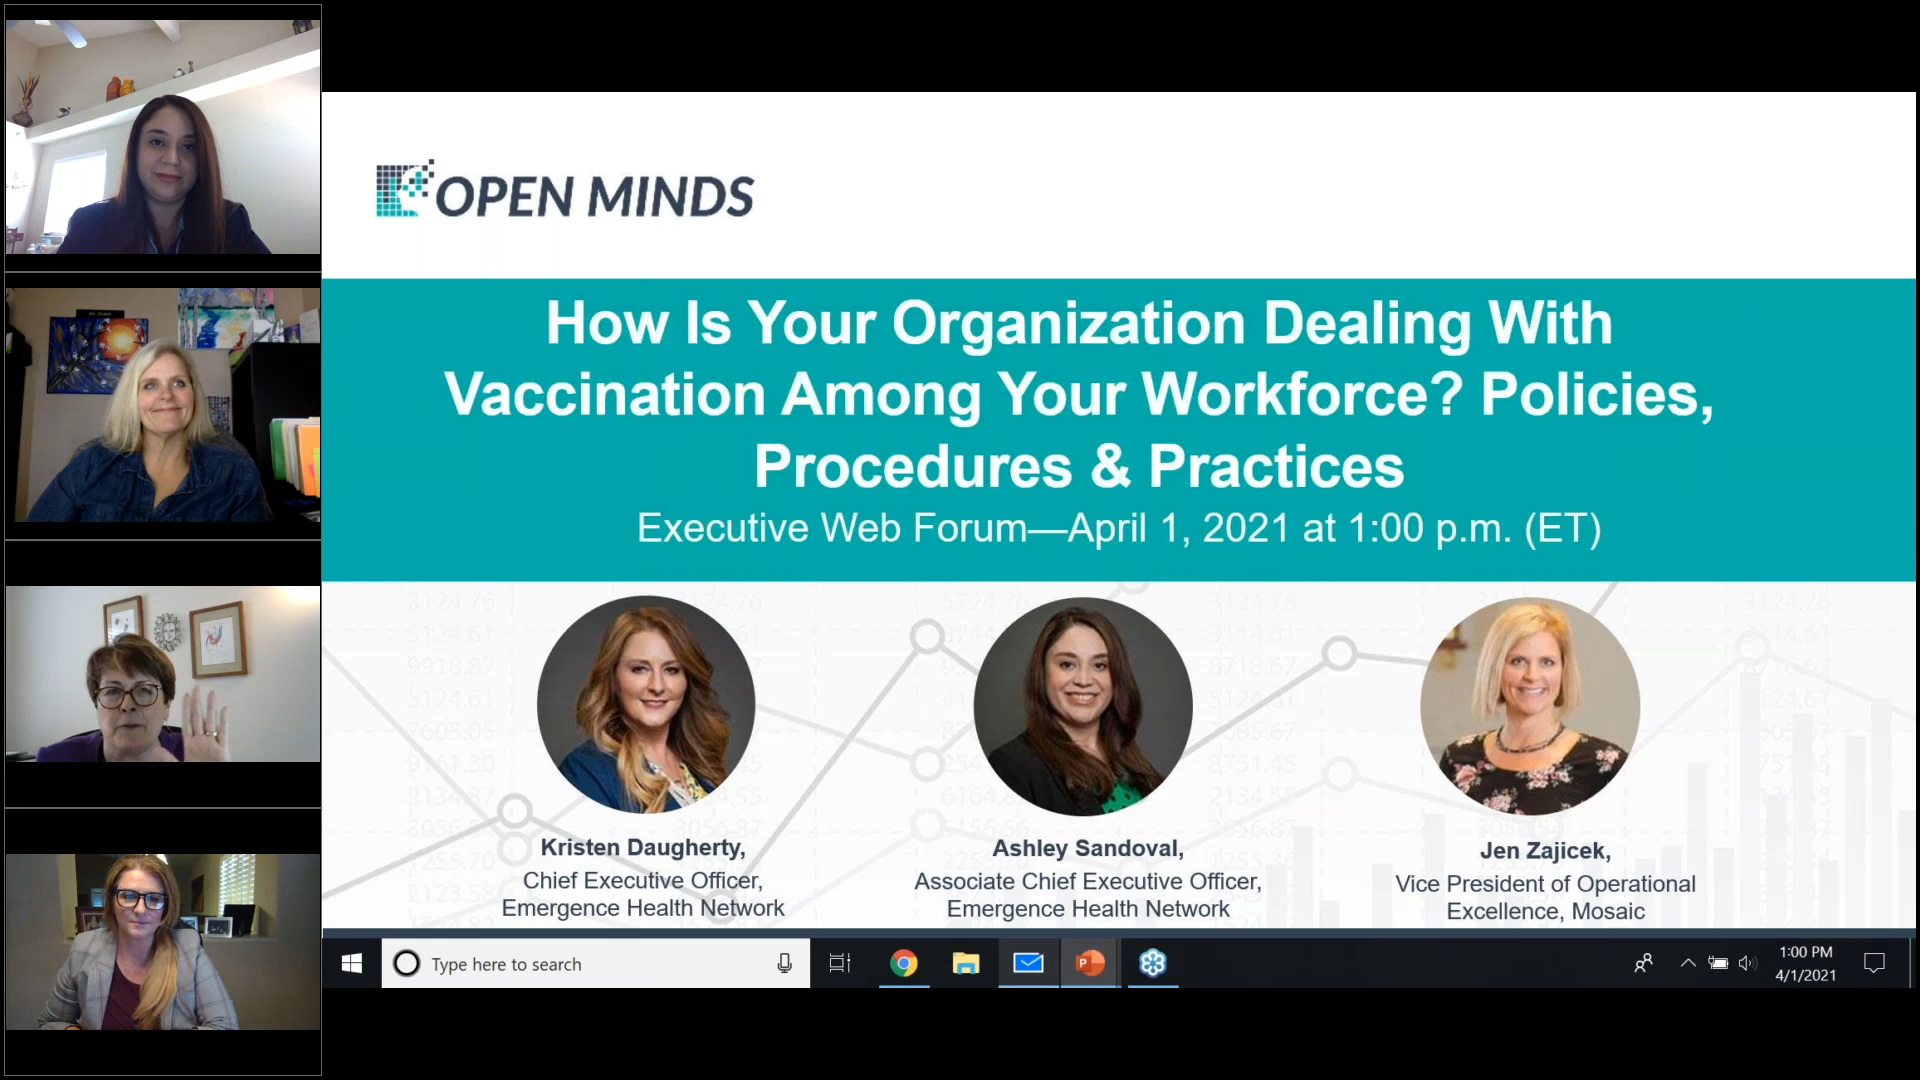 OPEN MINDS
How Is Your Organization Dealing With
Vaccination Among Your Workforce? Policies,
Procedures & Practices
Executive Web Forum—April 1, 2021 at 1:00 p.m. (ET)
Kristen Daugherty,
Chief Executive Officer,
Emergence Health Network
Ashley Sandoval,
Associate Chief Executive Officer,
Emergence Health Network
Jen Zajicek,
Vice President of Operational
Excellence, Mosaic
Type here to search
1:00 PM
4/1/2021